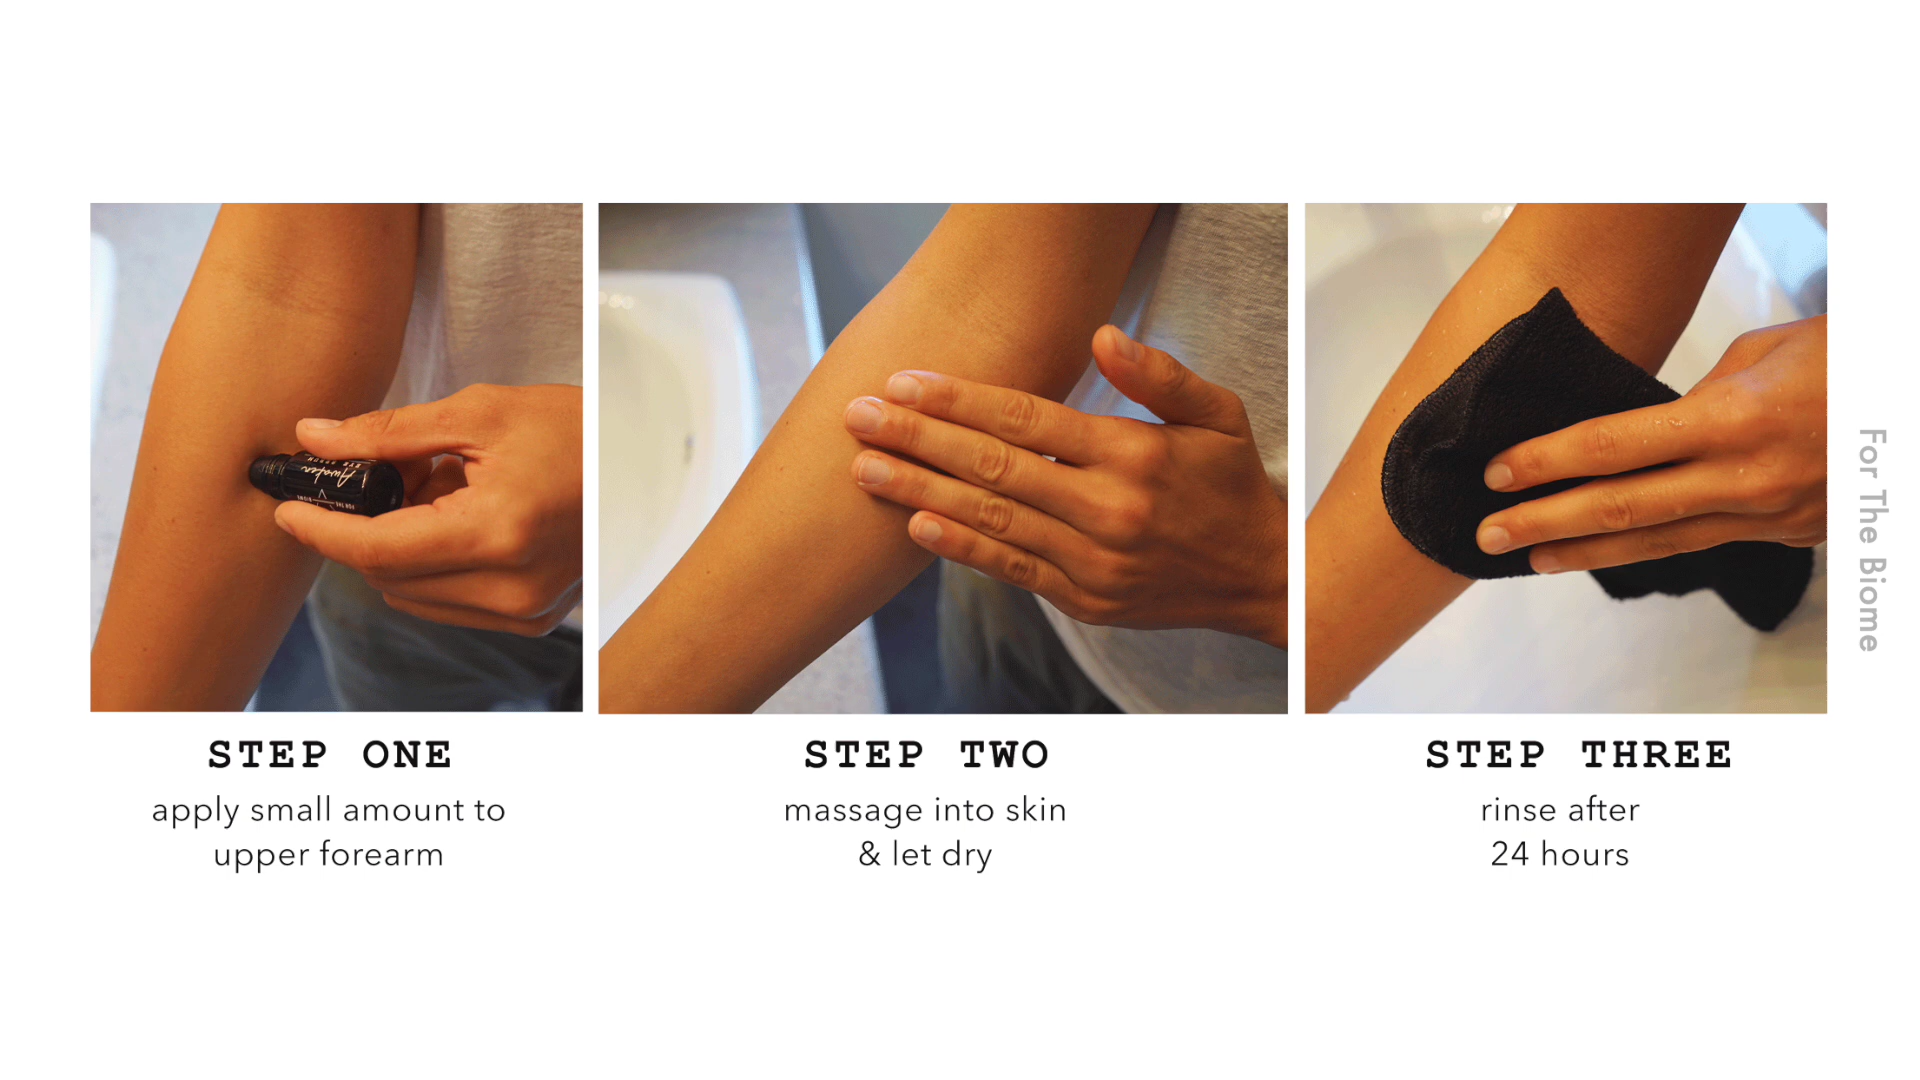 Awaken
STEP ONE
apply small amount to
upper forearm
STEP TWO
massage into skin
& let dry
STEP THREE
rinse after
24 hours
For The Biome